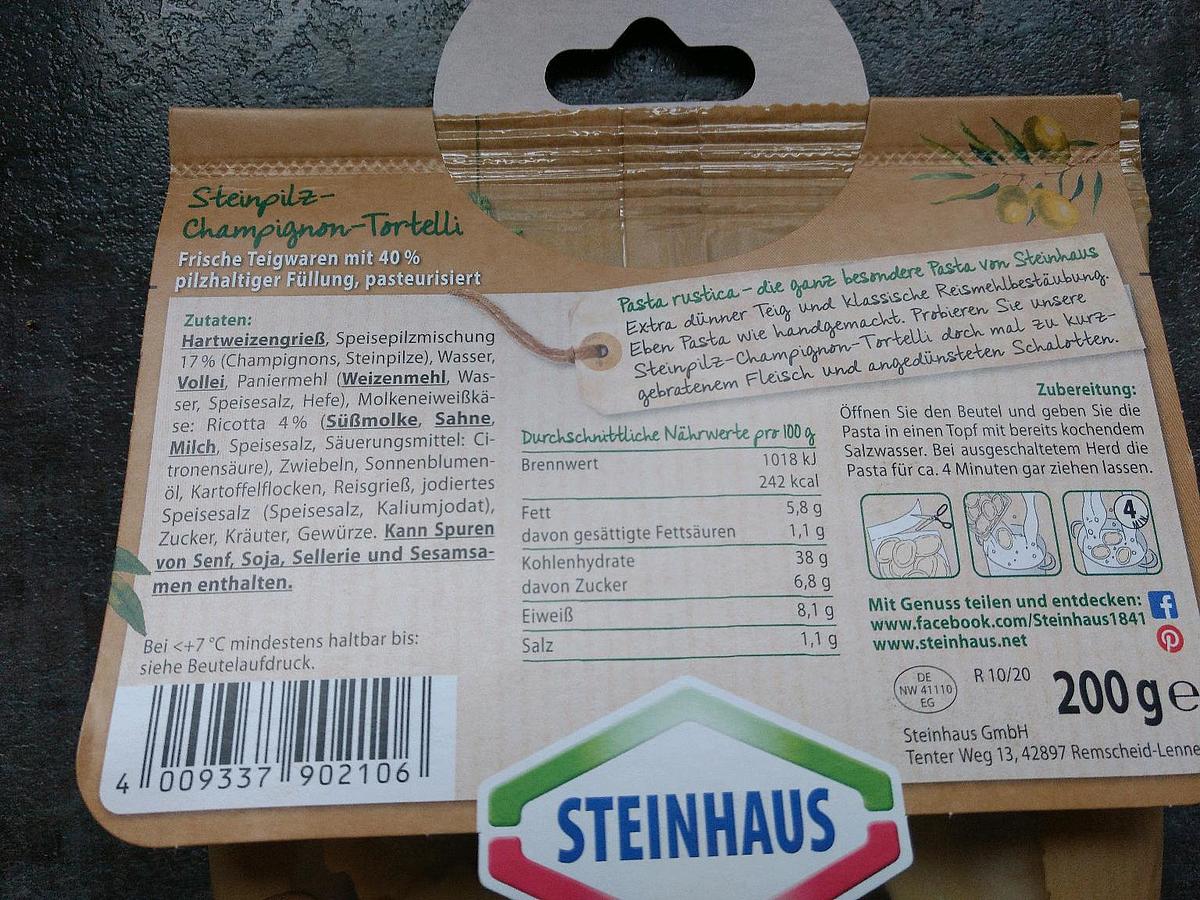 Steinpilz-
Champignon-Tortelli
Frische Teigwaren mit 40 %
pilzhaltiger Füllung, pasteurisiert
Zutaten:
Hartweizengrieß, Speisepilzmischung
17 % (Champignons, Steinpilze), Wasser,
Vollei, Paniermehl (Weizenmehl, Was-
ser, Speisesalz, Hefe), Molkeneiweißkä-
se: Ricotta 4 % (Süßmolke, Sahne,
Milch, Speisesalz, Säuerungsmittel: Ci-
tronensäure), Zwiebeln, Sonnenblumen-
öl, Kartoffelflocken, Reisgrieß, jodiertes
Speisesalz (Speisesalz, Kaliumjodat),
Zucker, Kräuter, Gewürze. Kann Spuren
von Senf, Soja, Sellerie und Sesamsa-
men enthalten.
Bei <+7 °C mindestens haltbar bis:
siehe Beutelaufdruck.
4 009337 902106
Pasta rustica - die ganz besondere Pasta von Steinhaus
Extra dünner Teig und klassische Reismehlbestäubung.
Eben Pasta wie handgemacht. Probieren Sie unsere
Steinpilz-Champignon-Tortelli doch mal zu kurz-
gebratenem Fleisch und angedünsteten Schalotten.
Durchschnittliche Nährwerte pro 100 g
Brennwert 1018 kJ
242 kcal
Fett 5,8 g
davon gesättigte Fettsäuren 1,1 g
Kohlenhydrate 38 g
davon Zucker 6,8 g
Eiweiß 8,1 g
Salz 1,1 g
Zubereitung:
Öffnen Sie den Beutel und geben Sie die
Pasta in einen Topf mit bereits kochendem
Salzwasser. Bei ausgeschaltetem Herd die
Pasta für ca. 4 Minuten gar ziehen lassen.
4
Mit Genuss teilen und entdecken:
www.facebook.com/Steinhaus1841
www.steinhaus.net
DE
NW 41110
EG
R 10/20
200 g e
Steinhaus GmbH
Tenter Weg 13, 42897 Remscheid-Lenne
STEINHAUS